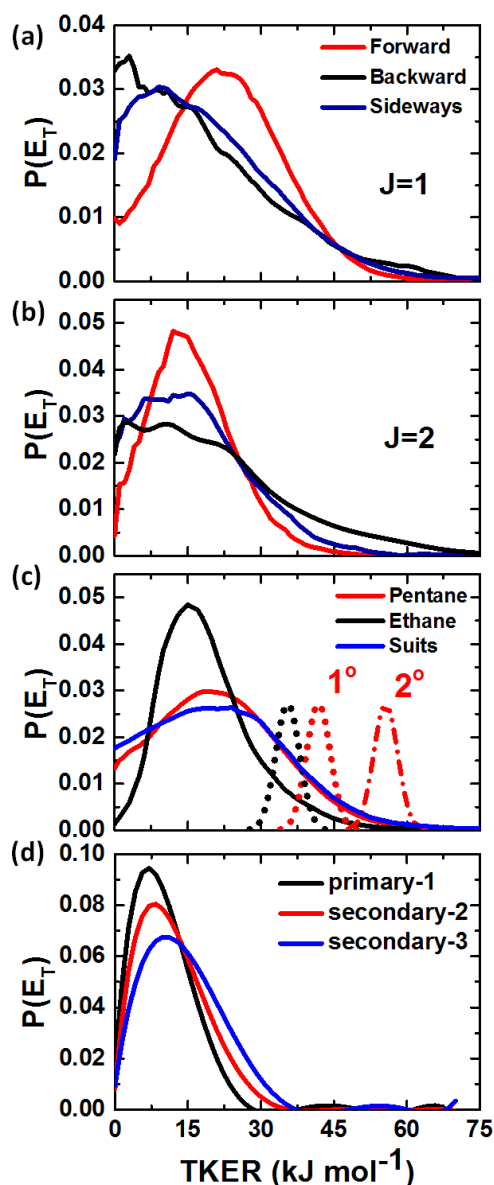 (a)
0.04
0.03
0.02
0.01
0.00
P(E_T)
Forward
Backward
Sideways
J=1
(b)
0.05
0.04
0.03
0.02
0.01
0.00
P(E_T)
J=2
(c)
0.05
0.04
0.03
0.02
0.01
0.00
P(E_T)
Pentane
Ethane
Suits
1° 2°
(d)
0.10
0.08
0.06
0.04
0.02
0.00
P(E_T)
primary-1
secondary-2
secondary-3
0 15 30 45 60 75
TKER (kJ mol⁻¹)